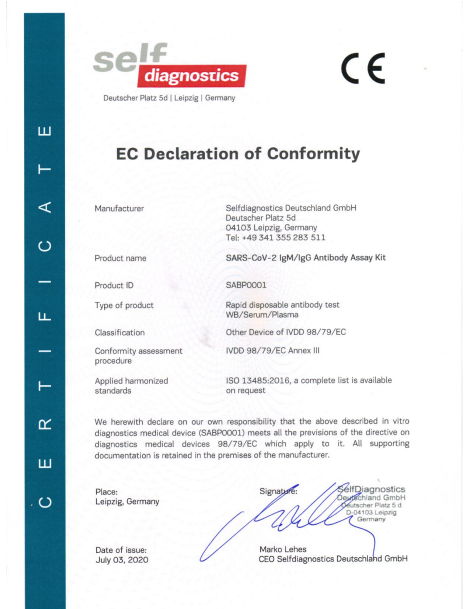 self
diagnostics
Deutscher Platz 5d | Leipzig | Germany
CE
CERTIFICATE
EC Declaration of Conformity
Manufacturer
Selfdiagnostics Deutschland GmbH
Deutscher Platz 5d
04103 Leipzig, Germany
Tel: +49 341 355 283 511
Product name
SARS-CoV-2 IgM/IgG Antibody Assay Kit
Product ID
SABP0001
Type of product
Rapid disposable antibody test
WB/Serum/Plasma
Classification
Other Device of IVDD 98/79/EC
Conformity assessment
procedure
IVDD 98/79/EC Annex III
Applied harmonized
standards
ISO 13485:2016, a complete list is available
on request
We herewith declare on our own responsibility that the above described in vitro
diagnostics medical device (SABP0001) meets all the provisions of the directive on
diagnostics medical devices 98/79/EC which apply to it. All supporting
documentation is retained in the premises of the manufacturer.
Place:
Leipzig, Germany
Signature:
SelfDiagnostics
Deutschland GmbH
Deutscher Platz 5 d
D-04103 Leipzig
Germany
Date of issue:
July 03, 2020
Marko Lehes
CEO Selfdiagnostics Deutschland GmbH